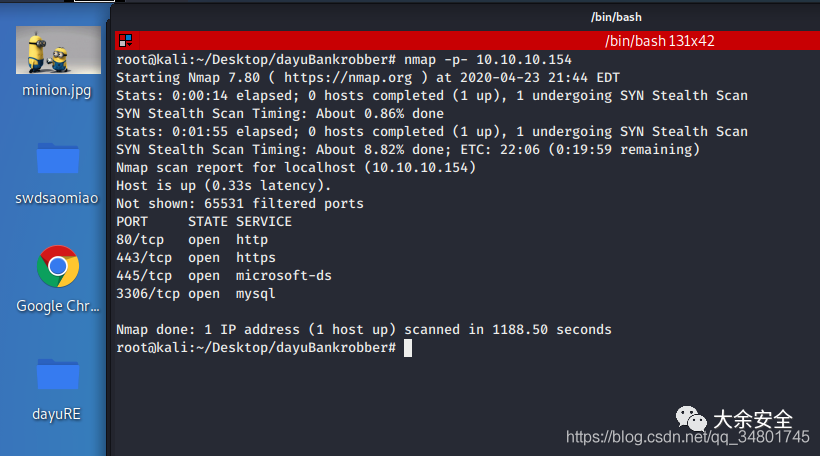 /bin/bash
/bin/bash 131x42
root@kali:~/Desktop/dayuBankrobber# nmap -p- 10.10.10.154
Starting Nmap 7.80 ( https://nmap.org ) at 2020-04-23 21:44 EDT
Stats: 0:00:14 elapsed; 0 hosts completed (1 up), 1 undergoing SYN Stealth Scan
SYN Stealth Scan Timing: About 0.86% done
Stats: 0:01:55 elapsed; 0 hosts completed (1 up), 1 undergoing SYN Stealth Scan
SYN Stealth Scan Timing: About 8.82% done; ETC: 22:06 (0:19:59 remaining)
Nmap scan report for localhost (10.10.10.154)
Host is up (0.33s latency).
Not shown: 65531 filtered ports
PORT     STATE SERVICE
80/tcp   open  http
443/tcp  open  https
445/tcp  open  microsoft-ds
3306/tcp open  mysql
Nmap done: 1 IP address (1 host up) scanned in 1188.50 seconds
root@kali:~/Desktop/dayuBankrobber#
minion.jpg
swdsaomiao
Google Chr...
dayuRE
大余安全
https://blog.csdn.net/qq_34801745